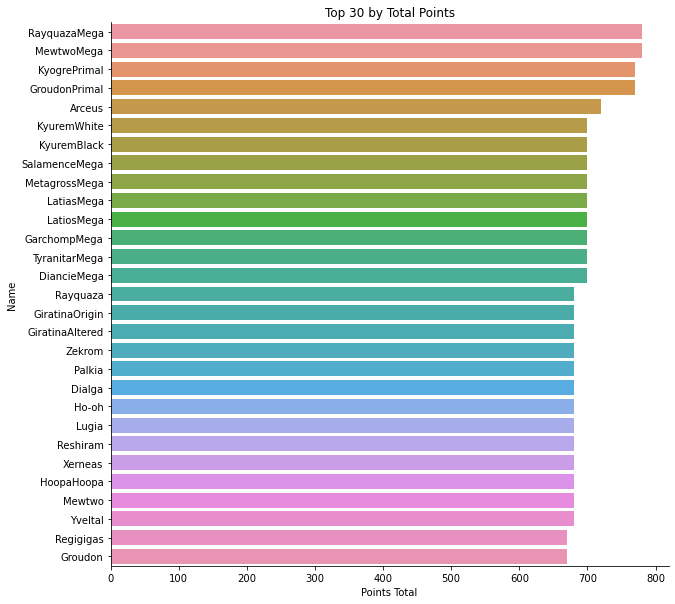 Top 30 by Total Points
Name
RayquazaMega
MewtwoMega
KyogrePrimal
GroudonPrimal
Arceus
KyuremWhite
KyuremBlack
SalamenceMega
MetagrossMega
LatiasMega
LatiosMega
GarchompMega
TyranitarMega
DiancieMega
Rayquaza
GiratinaOrigin
GiratinaAltered
Zekrom
Palkia
Dialga
Ho-oh
Lugia
Reshiram
Xerneas
HoopaHoopa
Mewtwo
Yveltal
Regigigas
Groudon
0 100 200 300 400 500 600 700 800
Points Total